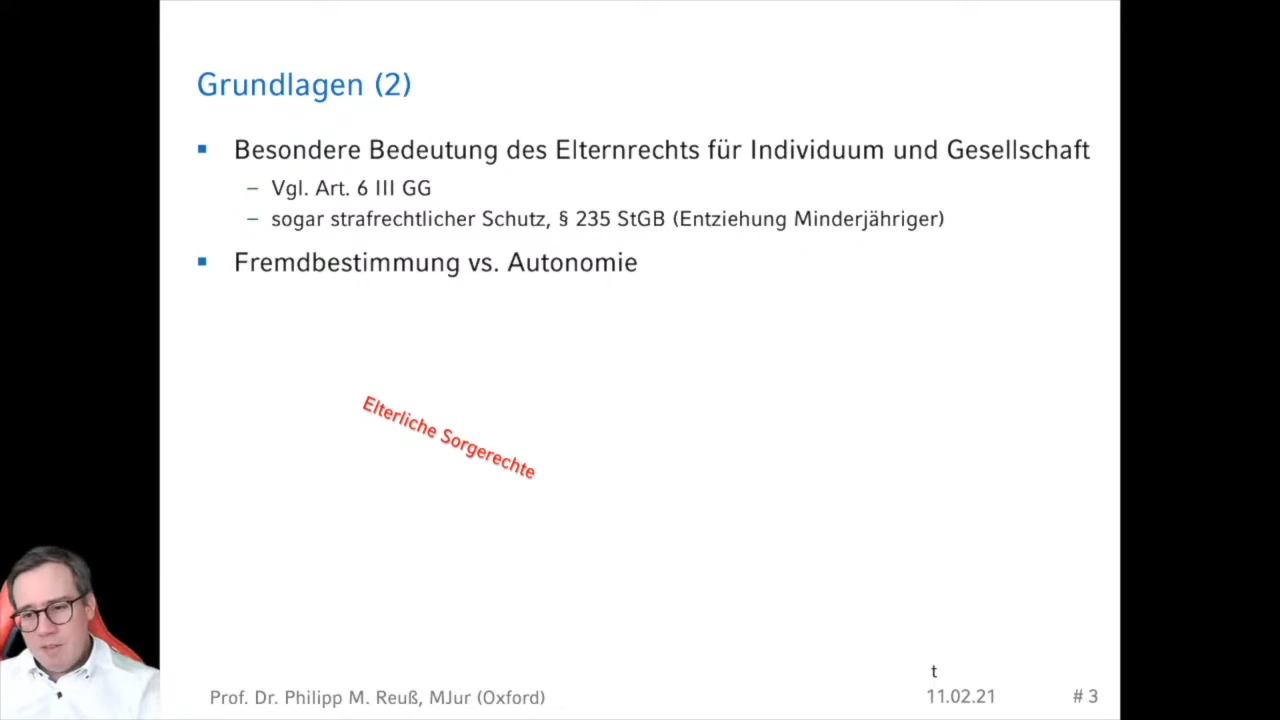 Grundlagen (2)
Besondere Bedeutung des Elternrechts für Individuum und Gesellschaft
– Vgl. Art. 6 III GG
– sogar strafrechtlicher Schutz, § 235 StGB (Entziehung Minderjähriger)
Fremdbestimmung vs. Autonomie
Elterliche Sorgerechte
t
Prof. Dr. Philipp M. Reuß, MJur (Oxford) 11.02.21 # 3